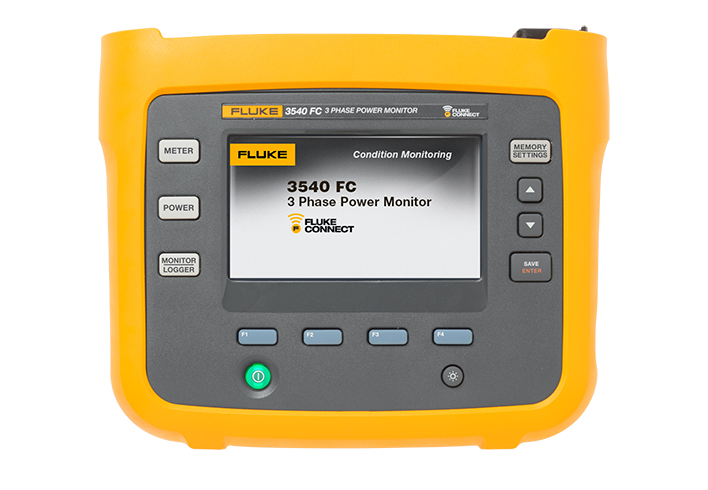 FLUKE 3540 FC 3 PHASE POWER MONITOR FLUKE CONNECT
METER
POWER
MONITOR
LOGGER
FLUKE Condition Monitoring
3540 FC
3 Phase Power Monitor
F FLUKE
CONNECT
MEMORY
SETTINGS
SAVE
ENTER
F1 F2 F3 F4